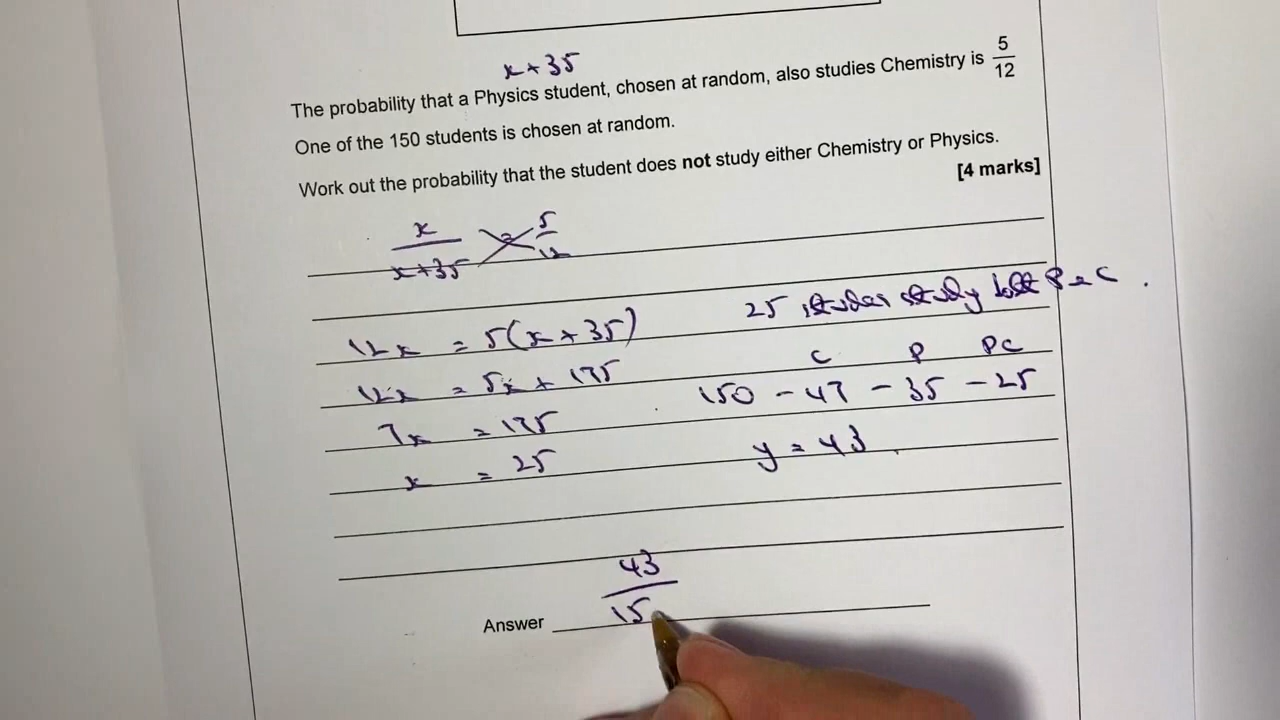 x + 35
The probability that a Physics student, chosen at random, also studies Chemistry is 5/12
One of the 150 students is chosen at random.
Work out the probability that the student does not study either Chemistry or Physics.
[4 marks]
x/x+35 = 5/12
12x = 5(x + 35)
12x = 5x + 175
7x = 175
x = 25
25 study both P & C .
C P PC
150 - 47 - 35 - 25
y = 43 .
43
Answer 15